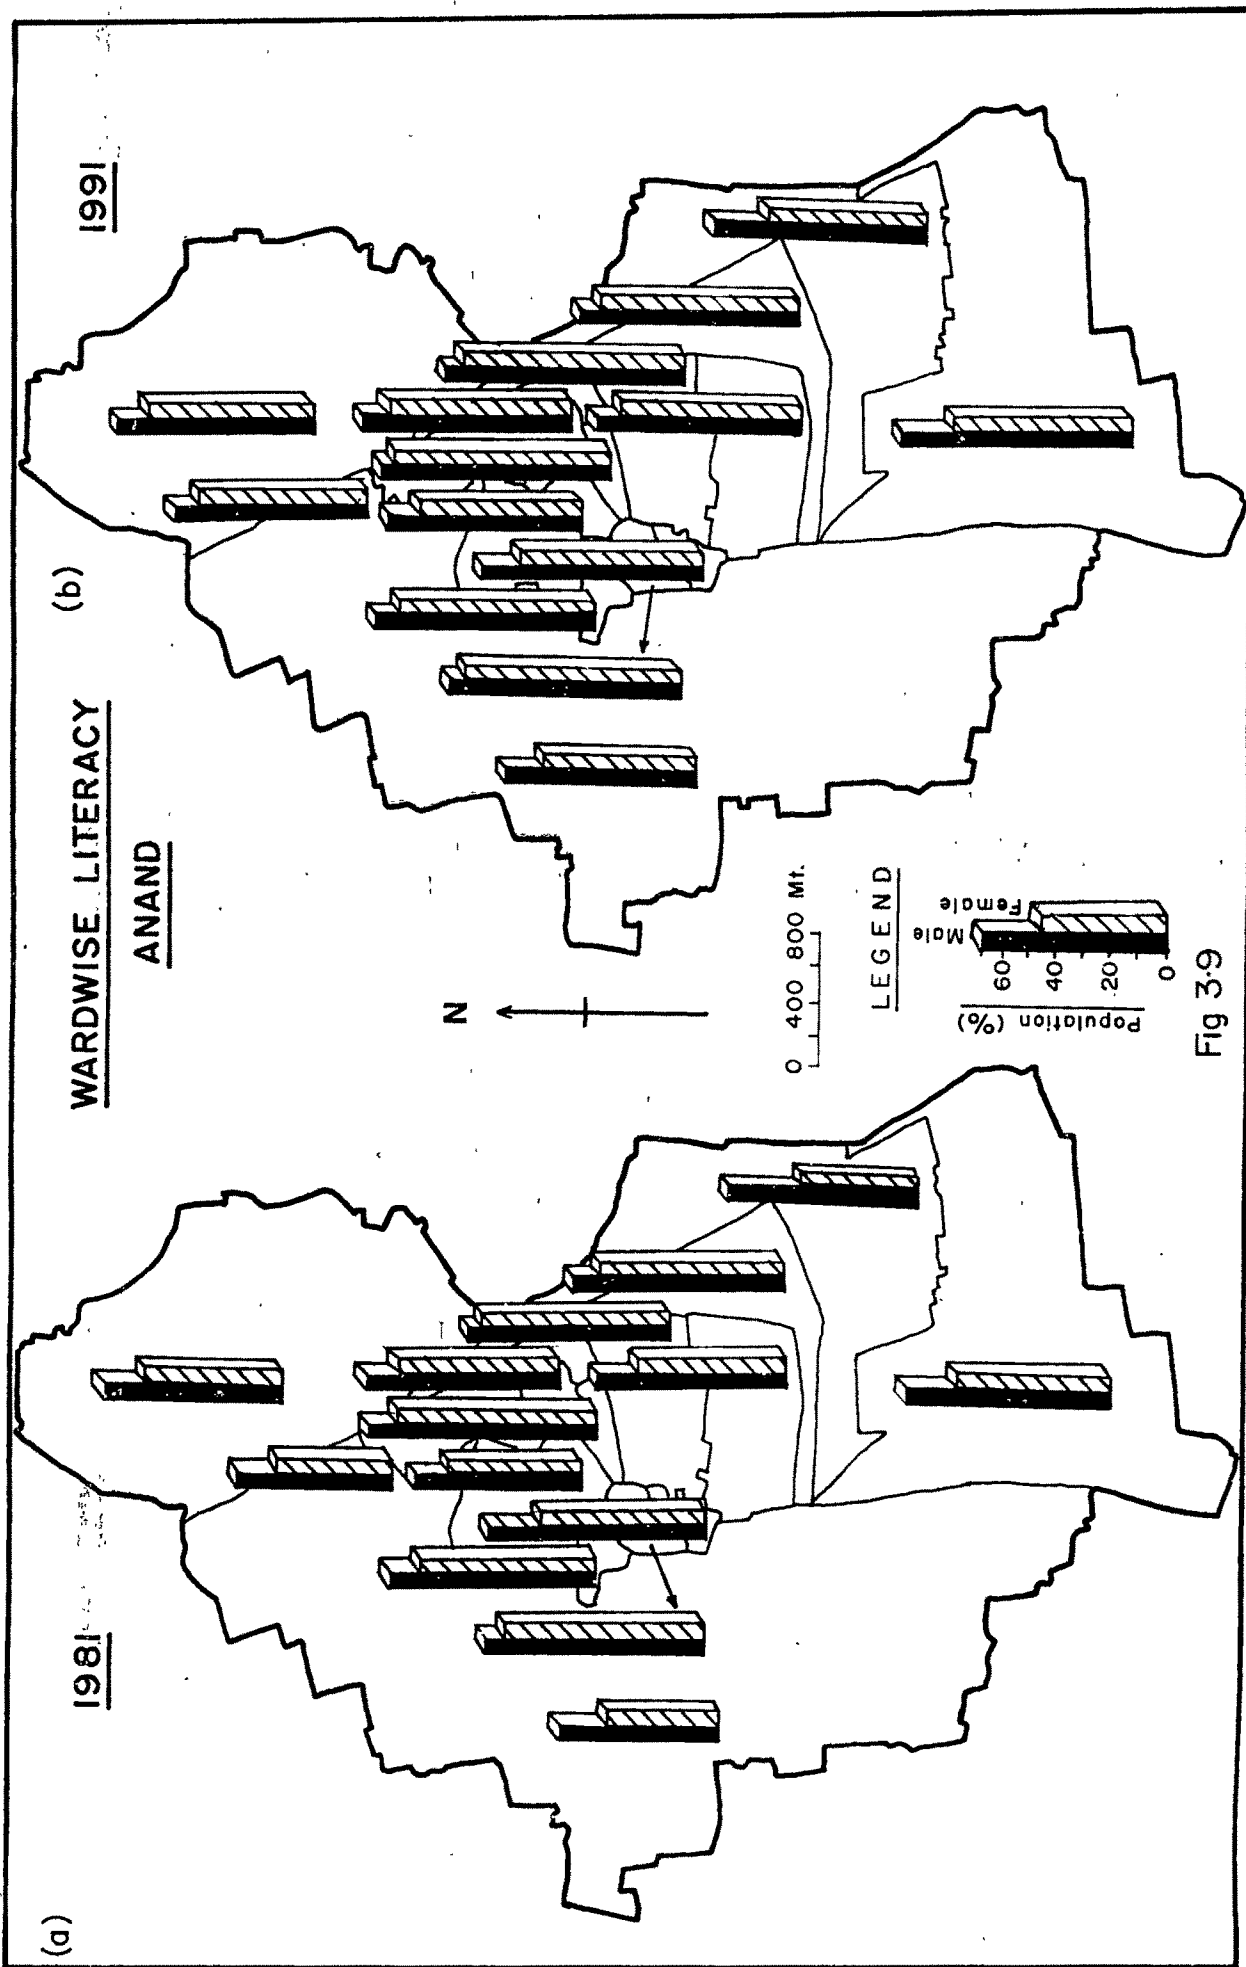 WARDWISE LITERACY
ANAND
(a)
1981
(b)
1991
N
0 400 800 Mt.
LEGEND
Male
Female
Population (%)
60
40
20
0
Fig 3.9